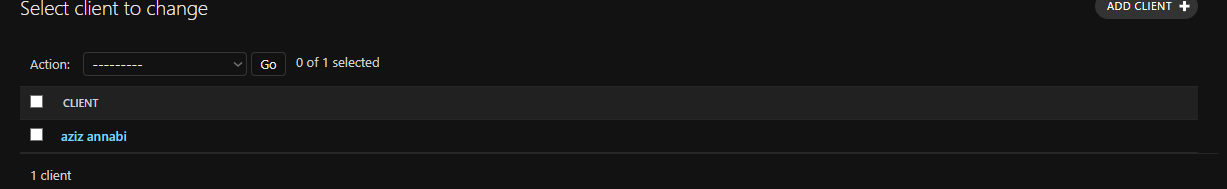 Select client to change
ADD CLIENT +
Action: --------- Go 0 of 1 selected
CLIENT
aziz annabi
1 client